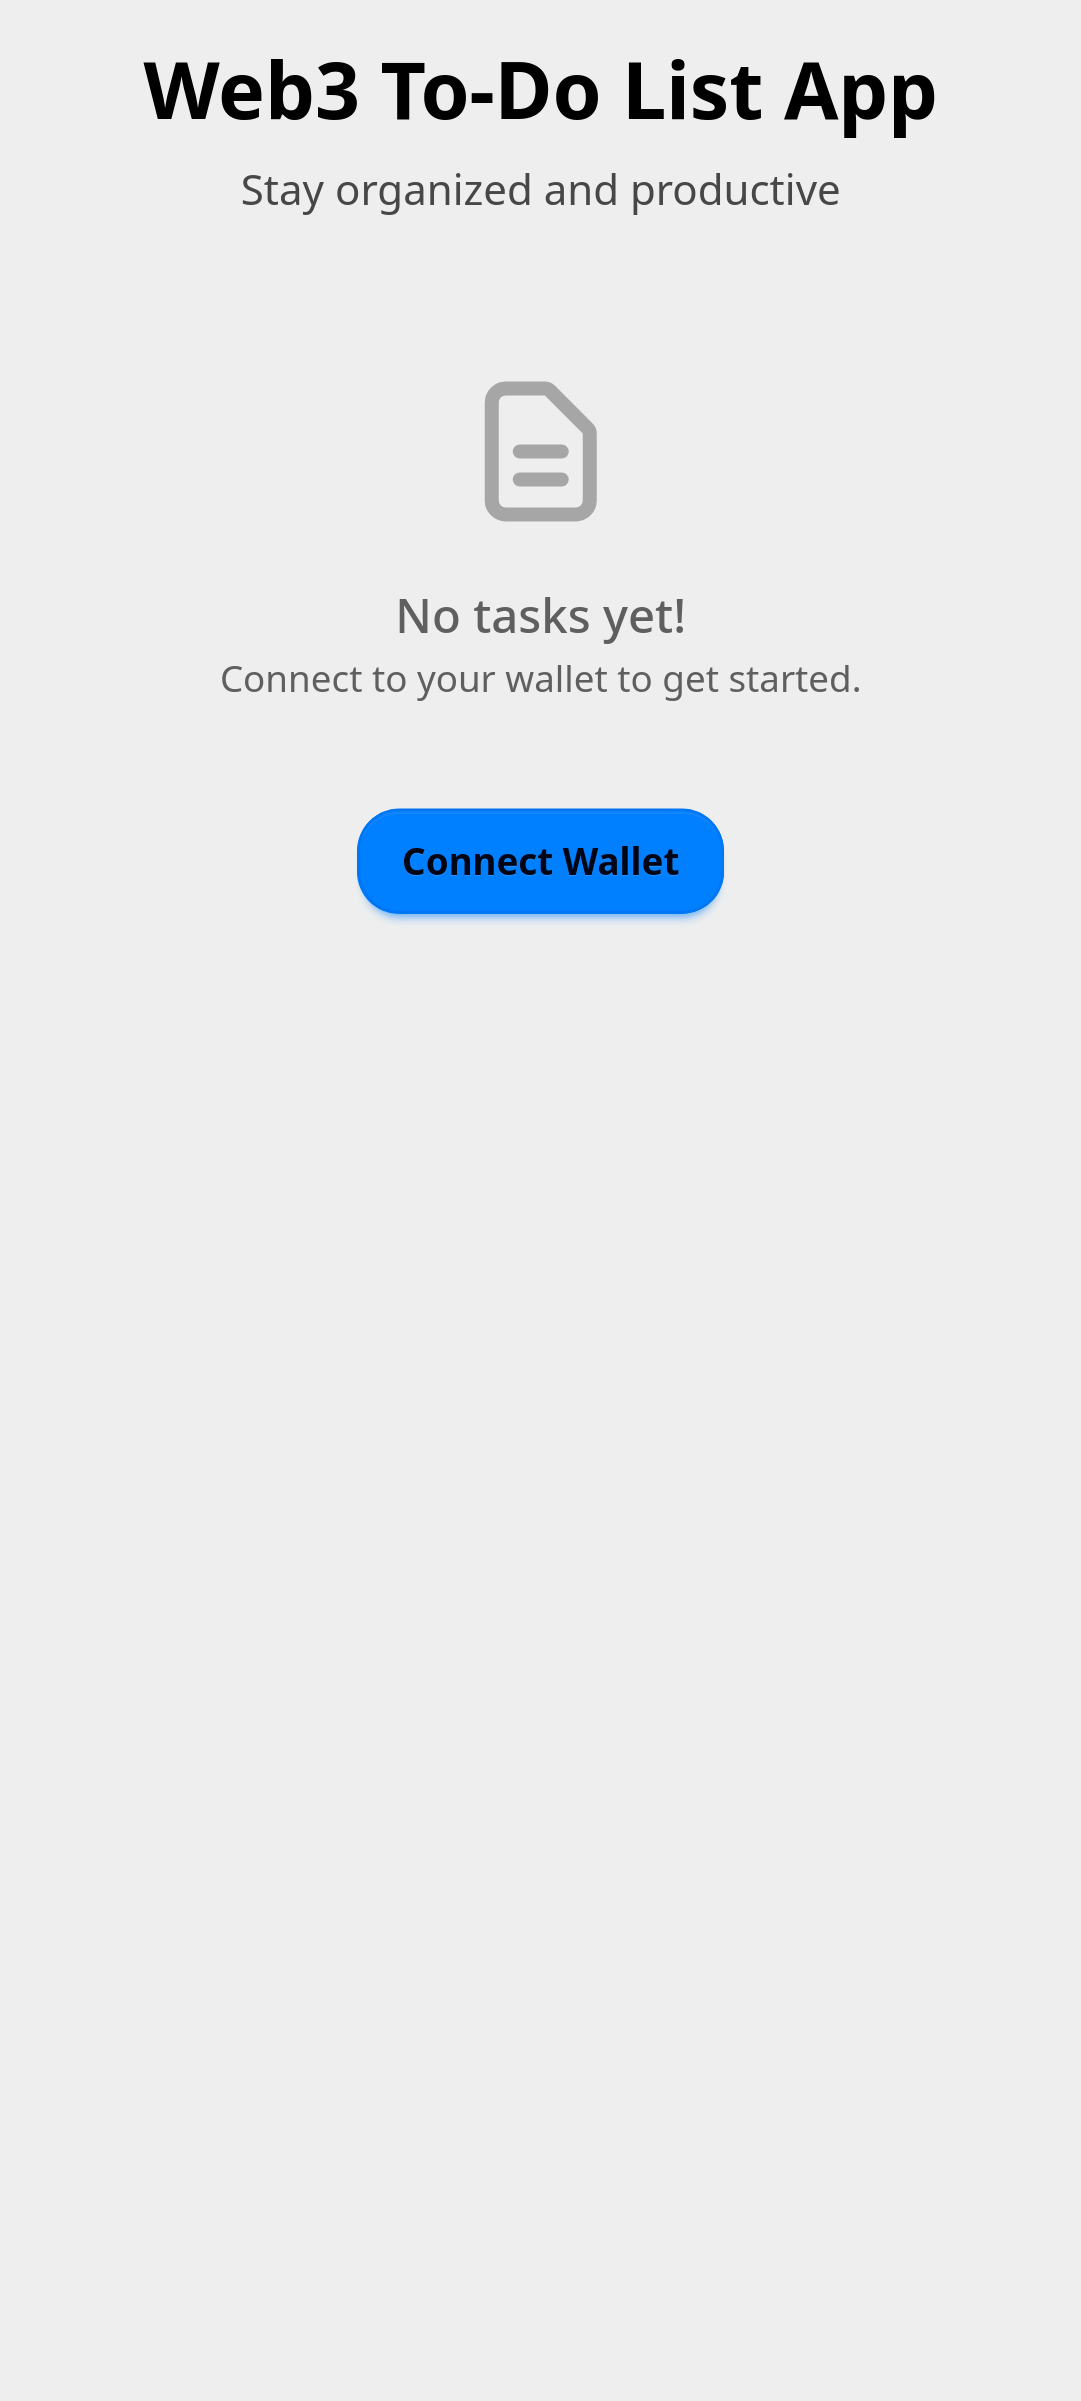 Web3 To-Do List App
Stay organized and productive
No tasks yet!
Connect to your wallet to get started.
Connect Wallet